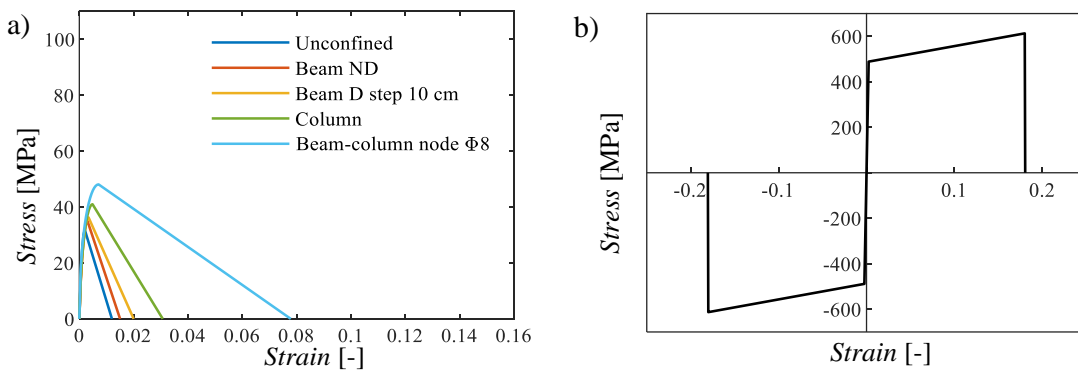 a)
Stress [MPa]
100
80
60
40
20
0
Unconfined
Beam ND
Beam D step 10 cm
Column
Beam-column node Φ8
0 0.02 0.04 0.06 0.08 0.1 0.12 0.14 0.16
Strain [-]
b)
Stress [MPa]
600
400
200
-0.2 -0.1 0.1 0.2
-200
-400
-600
Strain [-]